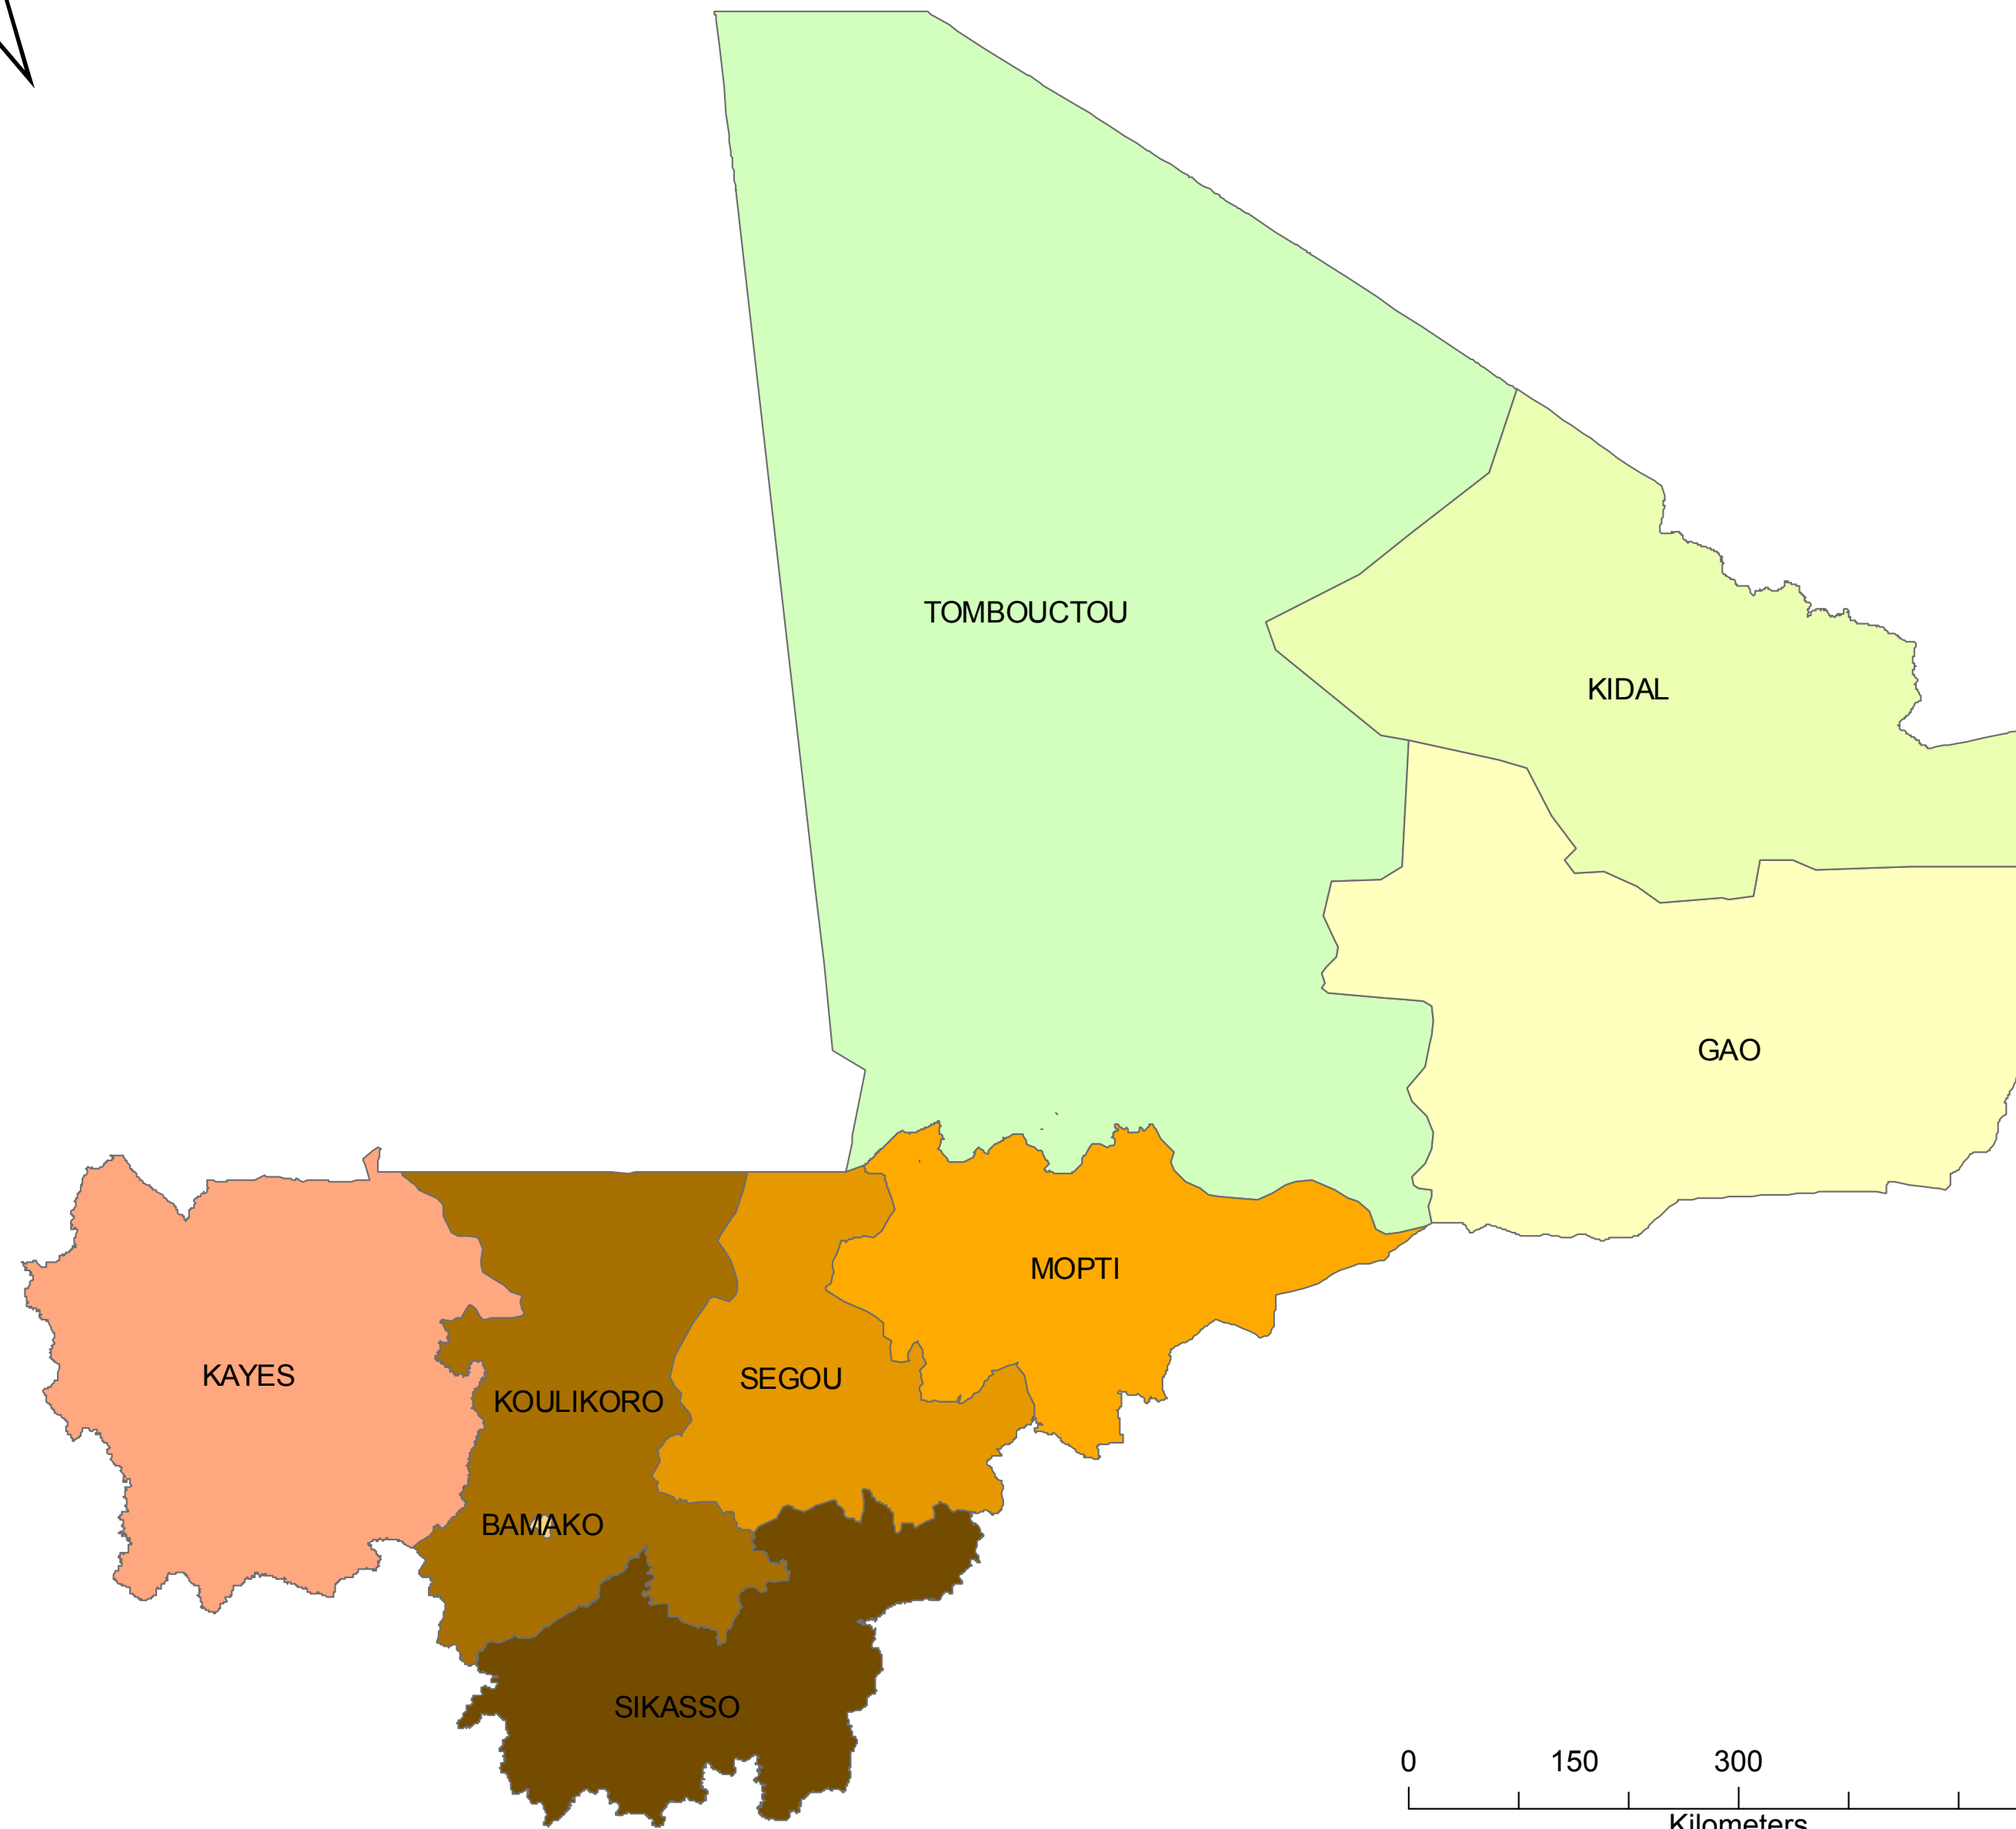 TOMBOUCTOU
KIDAL
GAO
MOPTI
KAYES
SEGOU
KOULIKORO
BAMAKO
SIKASSO
0 150 300
Kilometers